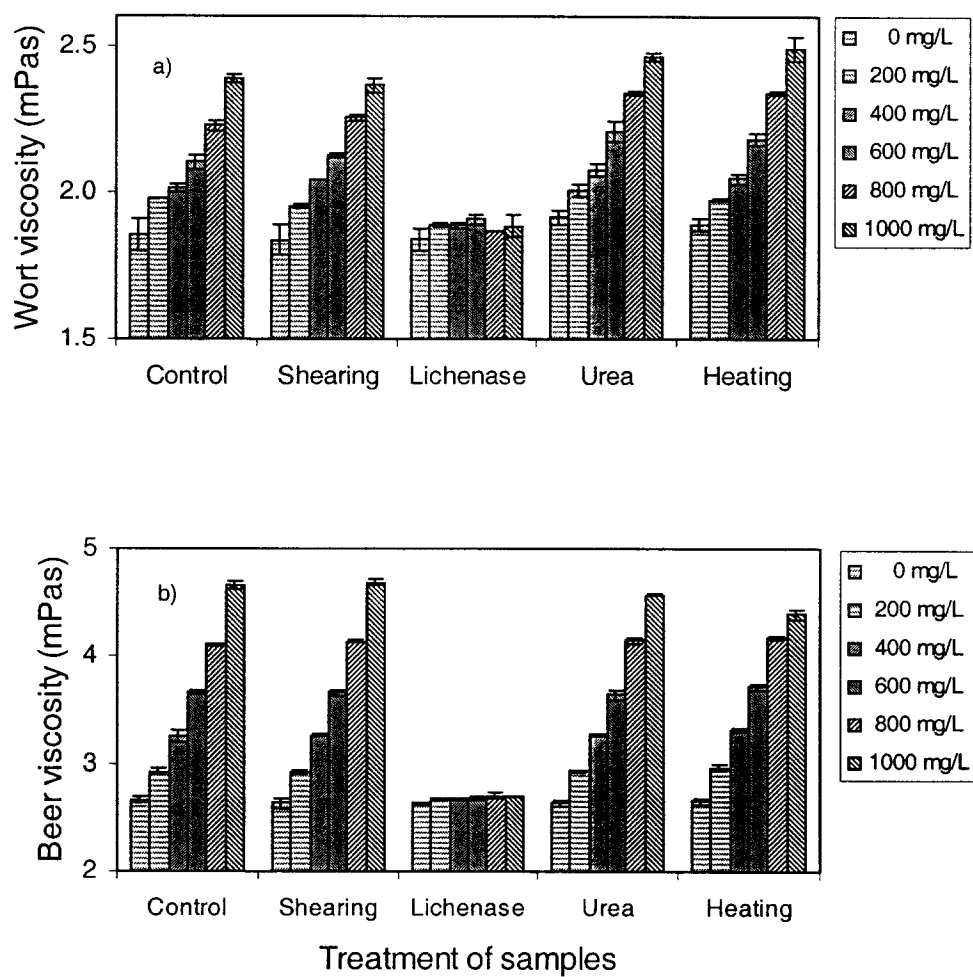 Wort viscosity (mPas)
2.5
2.0
1.5
a)
Control Shearing Lichenase Urea Heating
0 mg/L
200 mg/L
400 mg/L
600 mg/L
800 mg/L
1000 mg/L
Beer viscosity (mPas)
5
4
3
2
b)
Control Shearing Lichenase Urea Heating
0 mg/L
200 mg/L
400 mg/L
600 mg/L
800 mg/L
1000 mg/L
Treatment of samples